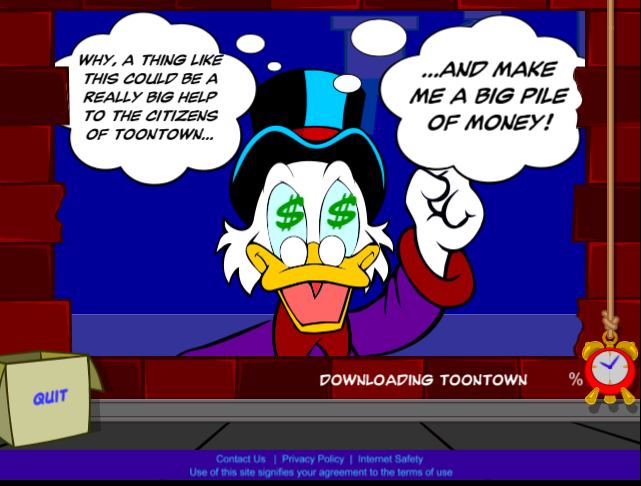 WHY, A THING LIKE
THIS COULD BE A
REALLY BIG HELP
TO THE CITIZENS
OF TOONTOWN...
...AND MAKE
ME A BIG PILE
OF MONEY!
$ $
DOWNLOADING TOONTOWN %
QUIT
Contact Us | Privacy Policy | Internet Safety
Use of this site signifies your agreement to the terms of use